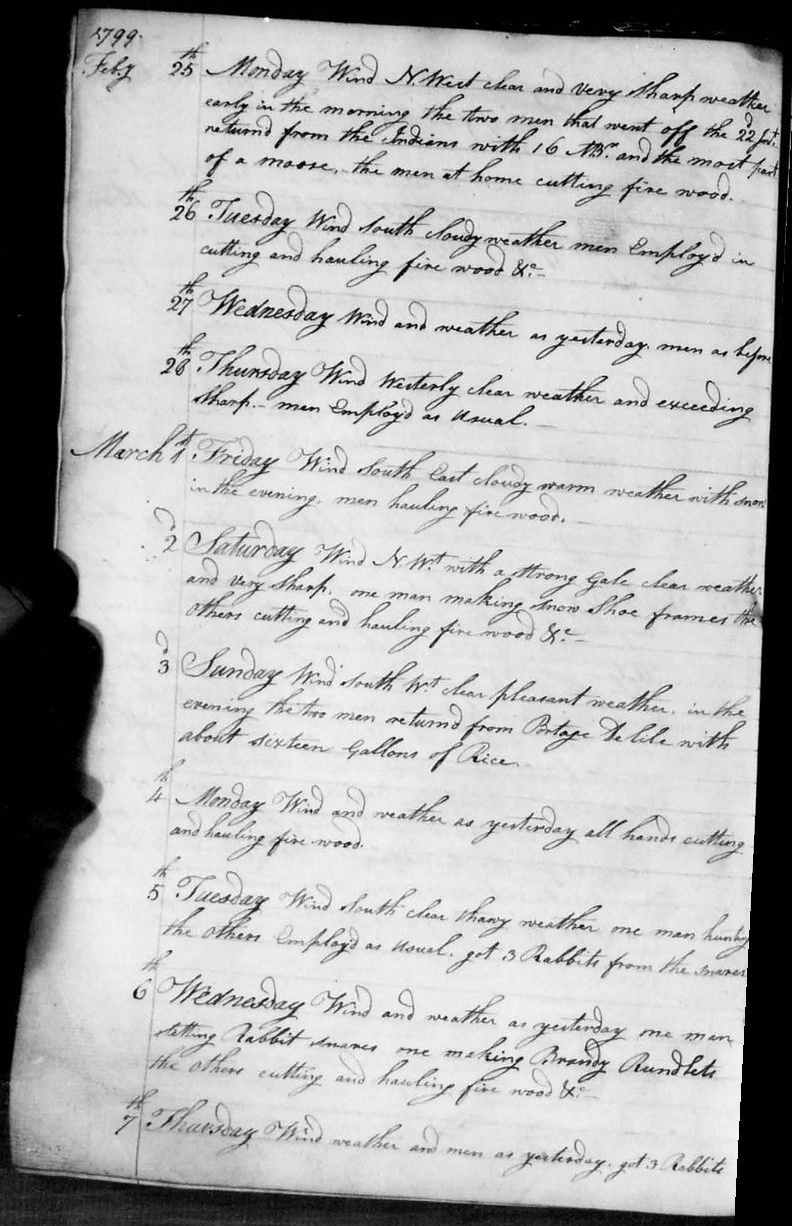 1799.
Feby 25th Monday Wind N.West clear and very sharp weather
early in the morning the two men that went off the 22d Inst.
returnd from the Indians with 16 MBr. and the most part
of a moose,- the men at home cutting fire wood.
26th Tuesday Wind South cloudy weather men Employd in
cutting and hauling fire wood &c.-
27th Wednesday Wind and weather as yesterday. men as before
28th Thursday Wind Westerly clear weather and exceeding
Sharp.- men Employd as Usual.-
March 1t. Friday Wind South East cloudy warm weather with snow
in the evening. men hauling fire wood.
2d Saturday Wind N.Wt. with a strong Gale clear weather
and very Sharp. one man making Snow Shoe frames the
others cutting and hauling fire wood &c.-
3d Sunday Wind South Wt. clear pleasant weather. in the
evening the two men returnd from Portage De Lile with
about sixteen Gallons of Rice.
4th Monday Wind and weather as yesterday all hands cutting
and hauling fire wood.
5th Tuesday Wind South clear thawy weather one man hunting
the others Employd as Usual. got 3 Rabbits from the snares
6th Wednesday Wind and weather as yesterday one man
setting Rabbit snares one making Brandy Rundlets
the others cutting and hauling fire wood &c.-
7th Thursday Wind weather and men as yesterday. got 3 Rabbits